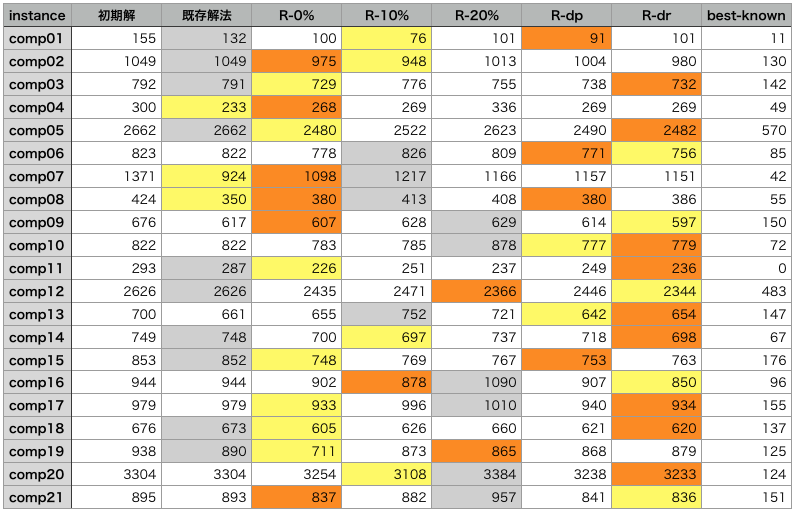 instance 初期解 既存解法 R-0% R-10% R-20% R-dp R-dr best-known
comp01 155 132 100 76 101 91 101 11
comp02 1049 1049 975 948 1013 1004 980 130
comp03 792 791 729 776 755 738 732 142
comp04 300 233 268 269 336 269 269 49
comp05 2662 2662 2480 2522 2623 2490 2482 570
comp06 823 822 778 826 809 771 756 85
comp07 1371 924 1098 1217 1166 1157 1151 42
comp08 424 350 380 413 408 380 386 55
comp09 676 617 607 628 629 614 597 150
comp10 822 822 783 785 878 777 779 72
comp11 293 287 226 251 237 249 236 0
comp12 2626 2626 2435 2471 2366 2446 2344 483
comp13 700 661 655 752 721 642 654 147
comp14 749 748 700 697 737 718 698 67
comp15 853 852 748 769 767 753 763 176
comp16 944 944 902 878 1090 907 850 96
comp17 979 979 933 996 1010 940 934 155
comp18 676 673 605 626 660 621 620 137
comp19 938 890 711 873 865 868 879 125
comp20 3304 3304 3254 3108 3384 3238 3233 124
comp21 895 893 837 882 957 841 836 151